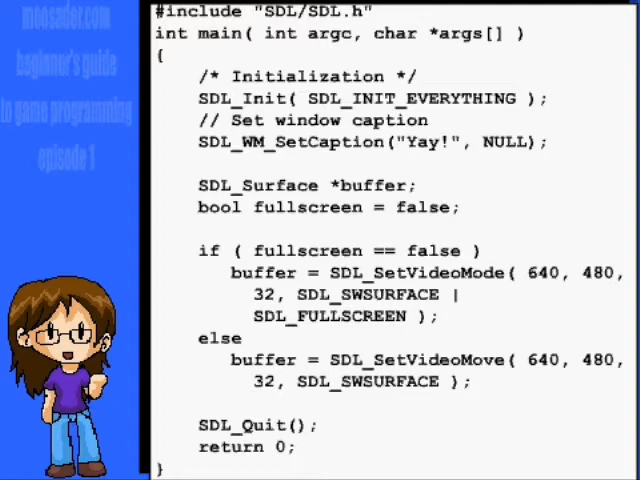 moosader.com
beginner's guide
to game programming
episode 1
#include "SDL/SDL.h"
int main( int argc, char *args[] )
{
/* Initialization */
SDL_Init( SDL_INIT_EVERYTHING );
// Set window caption
SDL_WM_SetCaption("Yay!", NULL);
SDL_Surface *buffer;
bool fullscreen = false;
if ( fullscreen == false )
buffer = SDL_SetVideoMode( 640, 480,
32, SDL_SWSURFACE |
SDL_FULLSCREEN );
else
buffer = SDL_SetVideoMove( 640, 480,
32, SDL_SWSURFACE );
SDL_Quit();
return 0;
}